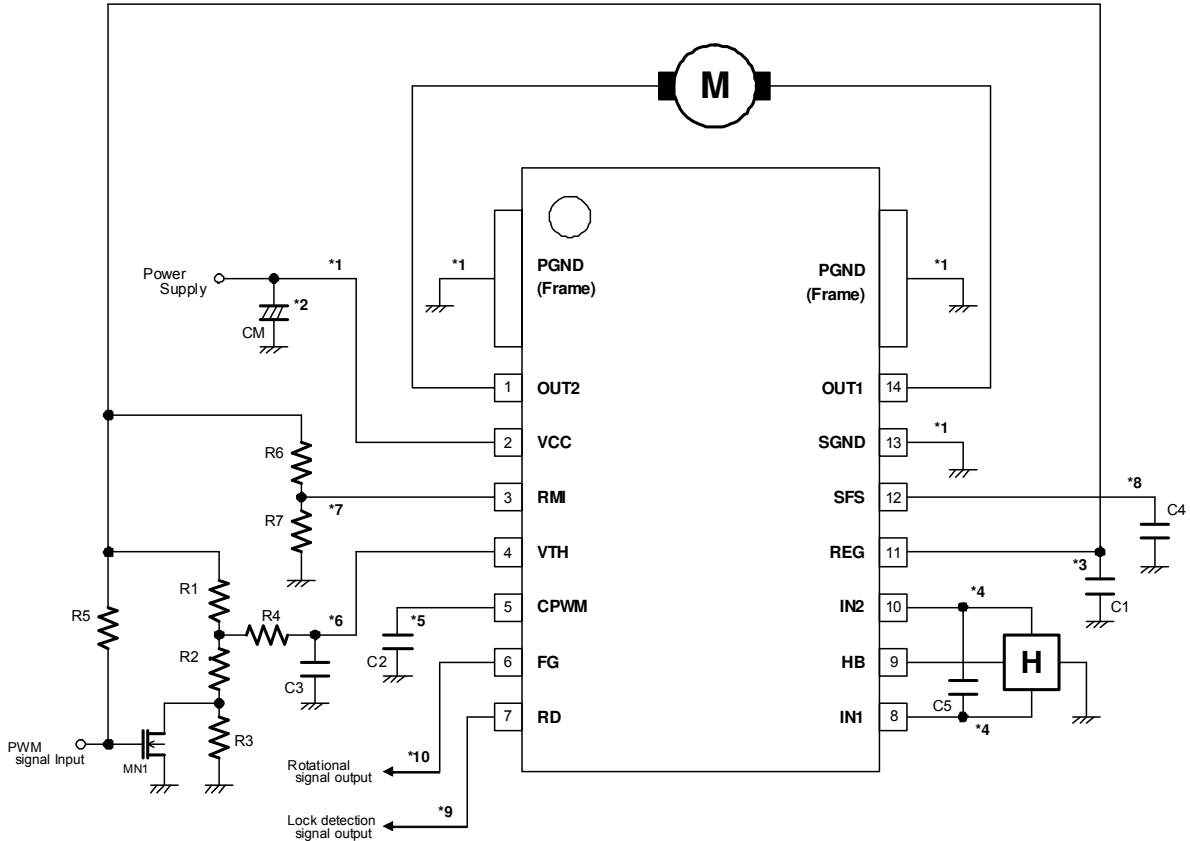 M
Power
Supply
*1
*2
CM
*1
PGND
(Frame)
PGND
(Frame)
*1
1
OUT2
OUT1
14
2
VCC
SGND
13
*1
R6
3
RMI
SFS
12
*8
C4
*7
R7
4
VTH
REG
11
*3
C1
R1
R5
R4
*6
5
CPWM
IN2
10
*4
*5
C2
R2
C3
6
FG
HB
9
H
C5
R3
7
RD
IN1
8
*4
PWM
signal Input
MN1
Rotational
signal output
*10
Lock detection
signal output
*9